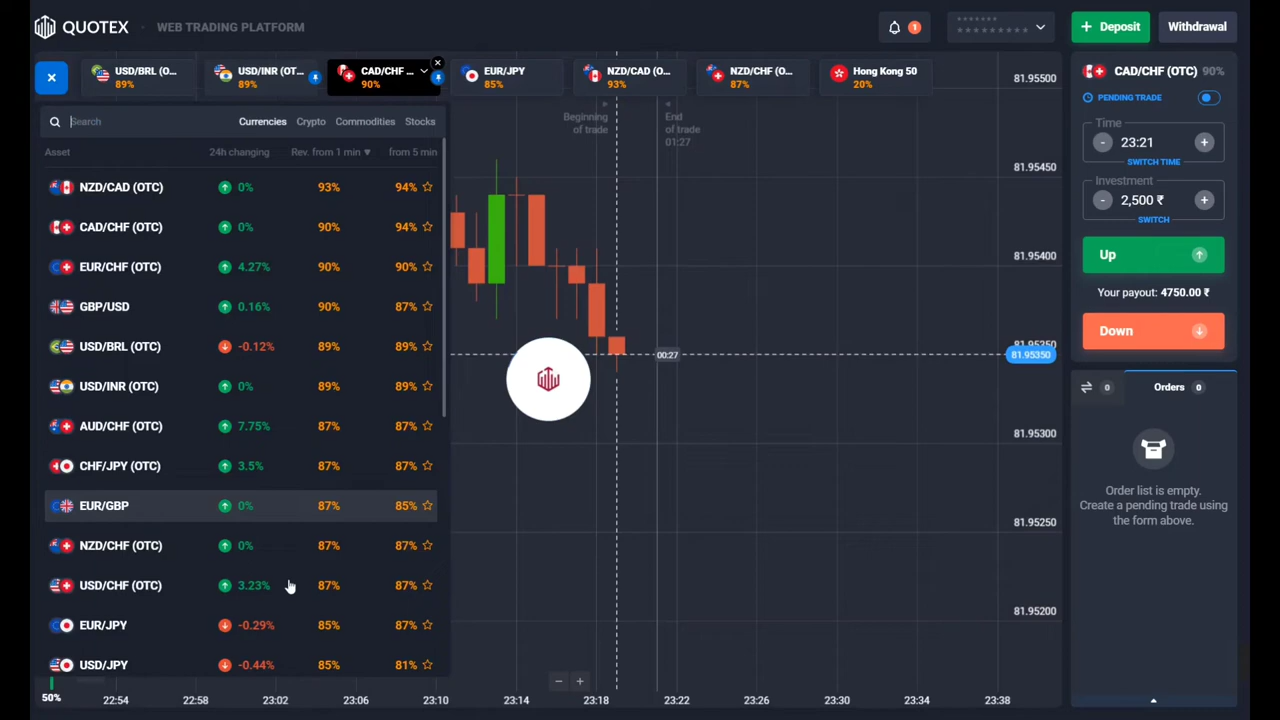 QUOTEX
WEB TRADING PLATFORM
1
*******
*********
+ Deposit
Withdrawal
USD/BRL (O...
89%
USD/INR (OT...
89%
CAD/CHF ...
90%
EUR/JPY
85%
NZD/CAD (O...
93%
NZD/CHF (O...
87%
Hong Kong 50
20%
Search
Currencies
Crypto
Commodities
Stocks
Asset
24h changing
Rev. from 1 min ▼
from 5 min
NZD/CAD (OTC) 0% 93% 94%
CAD/CHF (OTC) 0% 90% 94%
EUR/CHF (OTC) 4.27% 90% 90%
GBP/USD 0.16% 90% 87%
USD/BRL (OTC) -0.12% 89% 89%
USD/INR (OTC) 0% 89% 89%
AUD/CHF (OTC) 7.75% 87% 87%
CHF/JPY (OTC) 3.5% 87% 87%
EUR/GBP 0% 87% 85%
NZD/CHF (OTC) 0% 87% 87%
USD/CHF (OTC) 3.23% 87% 87%
EUR/JPY -0.29% 85% 87%
USD/JPY -0.44% 85% 81%
50%
Beginning
of trade
End
of trade
01:27
00:27
81.95500
81.95450
81.95400
81.95350
81.95300
81.95250
81.95200
22:54 22:58 23:02 23:06 23:10 23:14 23:18 23:22 23:26 23:30 23:34 23:38
CAD/CHF (OTC) 90%
PENDING TRADE
Time
- 23:21 +
SWITCH TIME
Investment
- 2,500 ₹ +
SWITCH
Up
Your payout: 4750.00 ₹
Down
0
Orders 0
Order list is empty.
Create a pending trade using
the form above.